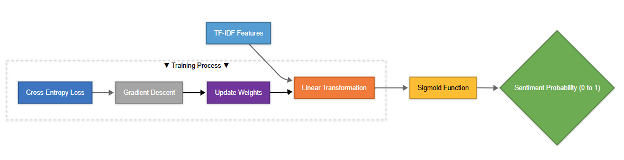 TF-IDF Features
▼ Training Process ▼
Cross Entropy Loss
Gradient Descent
Update Weights
Linear Transformation
Sigmoid Function
Sentiment Probability (0 to 1)